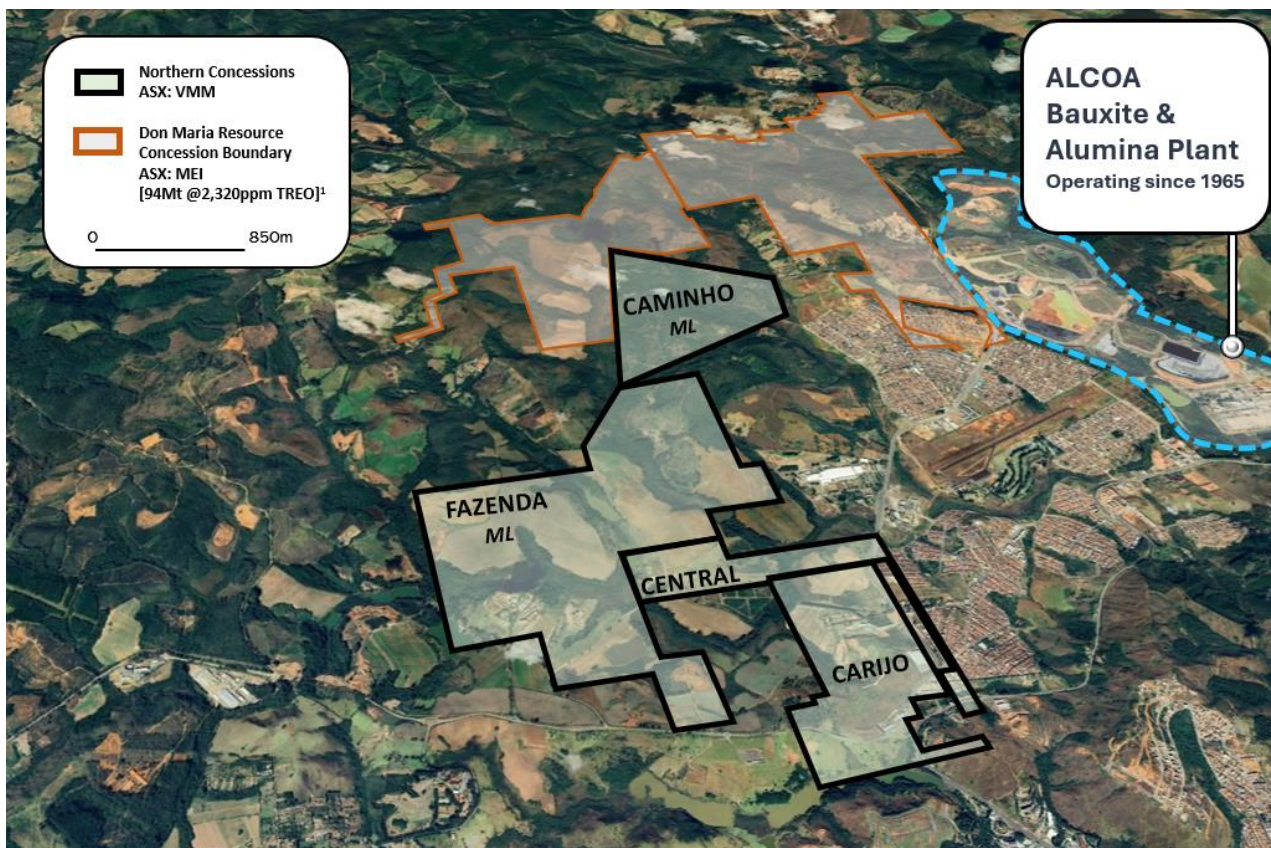 Northern Concessions
ASX: VMM
Don Maria Resource
Concession Boundary
ASX: MEI
[94Mt @2,320ppm TREO]¹
0 850m
ALCOA
Bauxite &
Alumina Plant
Operating since 1965
CAMINHO
ML
FAZENDA
ML
CENTRAL
CARIJO